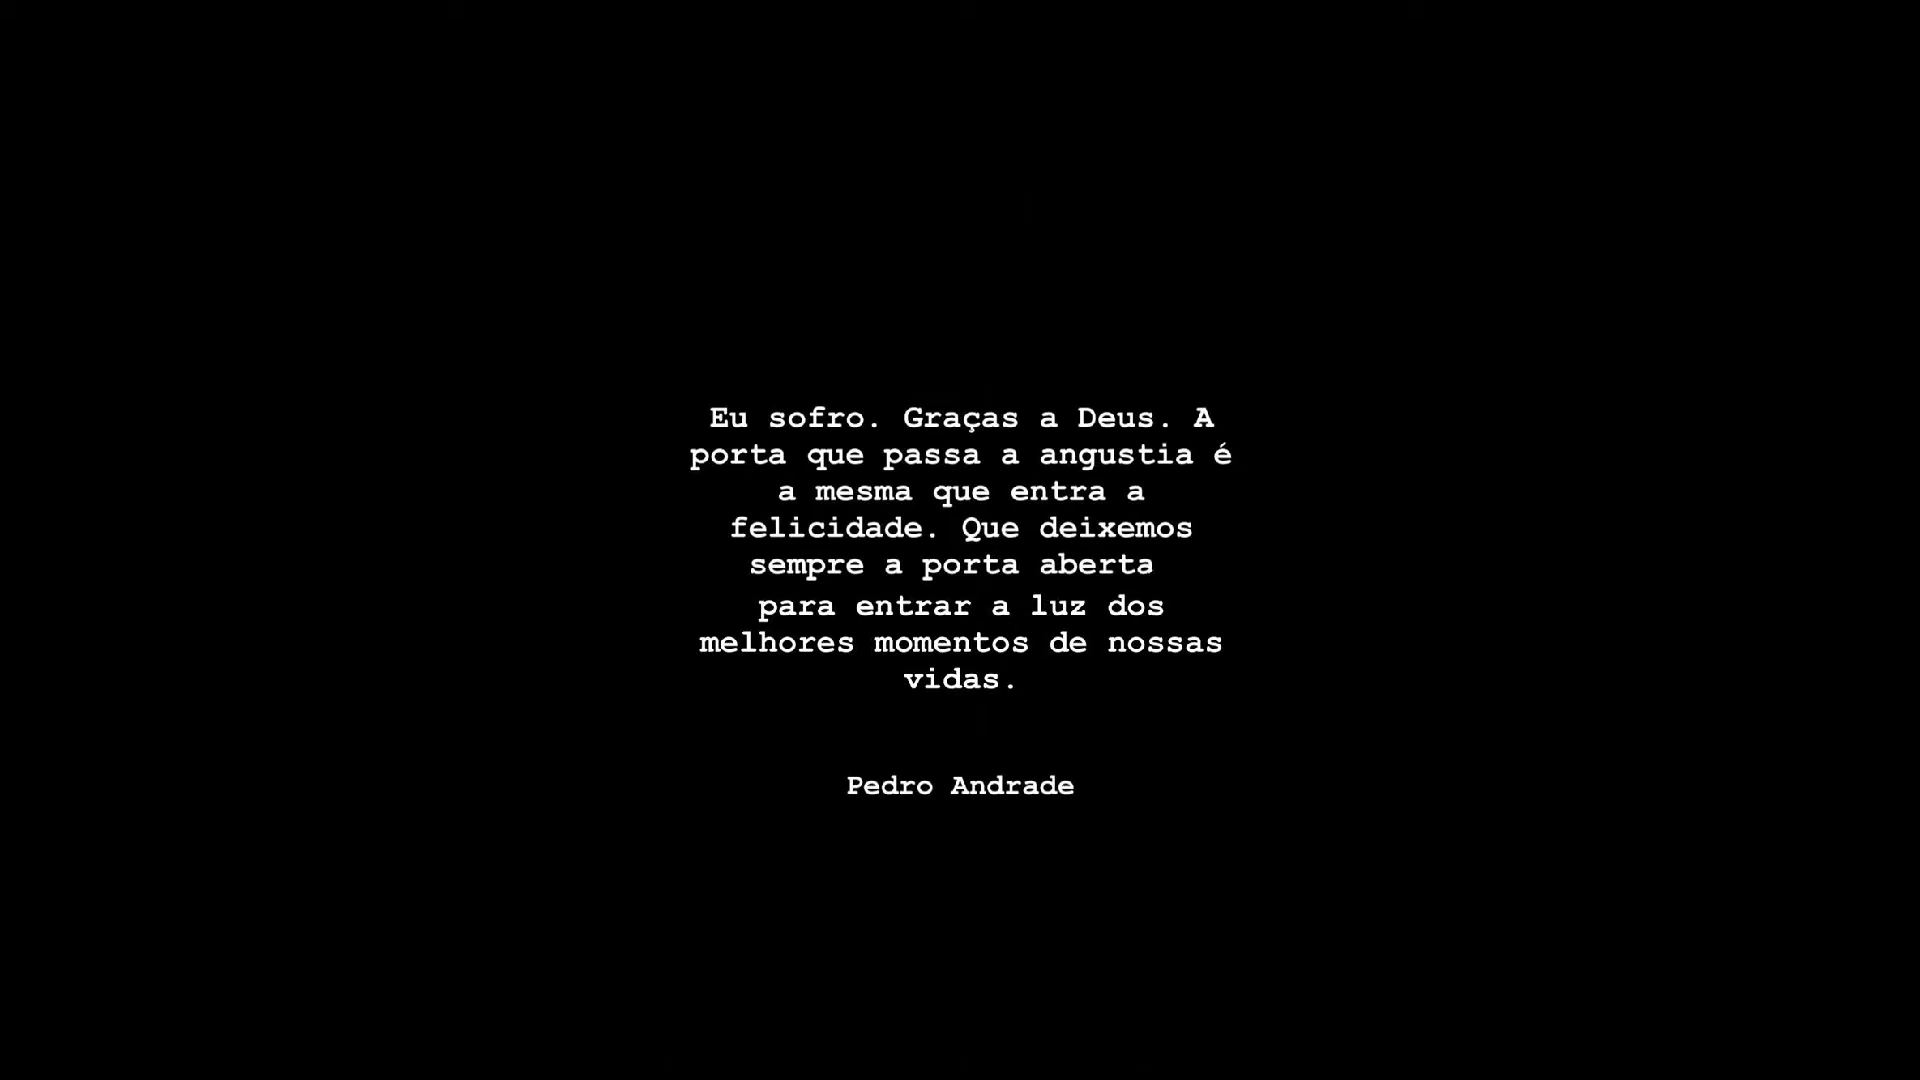 Eu sofro. Graças a Deus. A
porta que passa a angustia é
a mesma que entra a
felicidade. Que deixemos
sempre a porta aberta
para entrar a luz dos
melhores momentos de nossas
vidas.
Pedro Andrade